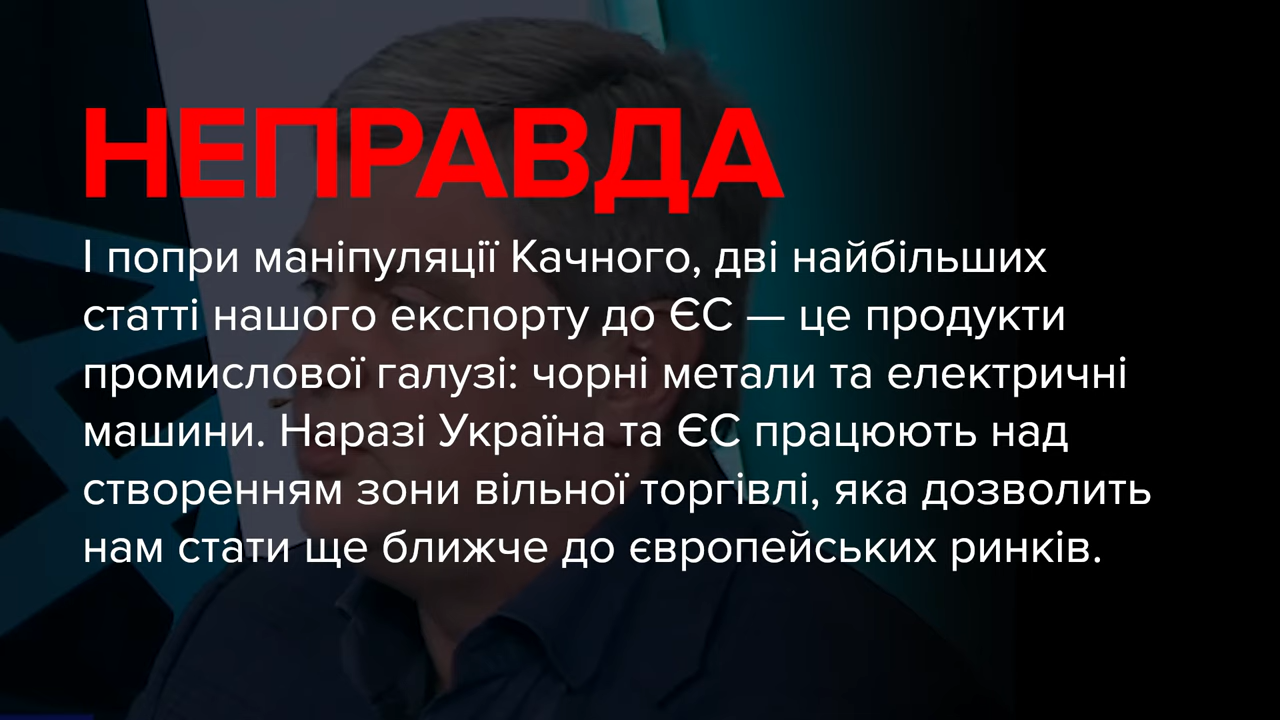 НЕПРАВДА
І попри маніпуляції Качного, дві найбільших
статті нашого експорту до ЄС — це продукти
промислової галузі: чорні метали та електричні
машини. Наразі Україна та ЄС працюють над
створенням зони вільної торгівлі, яка дозволить
нам стати ще ближче до європейських ринків.